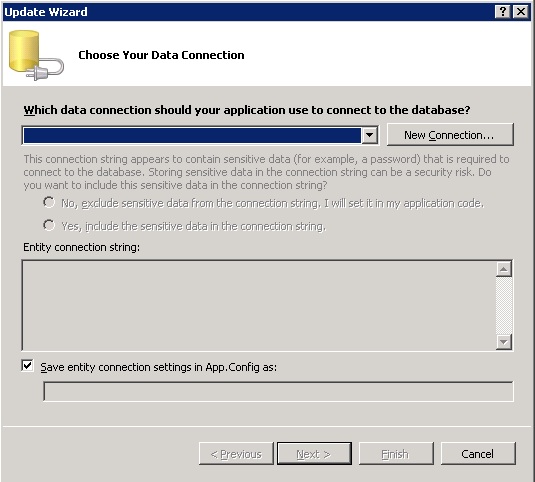 Update Wizard
Choose Your Data Connection
Which data connection should your application use to connect to the database?
New Connection...
This connection string appears to contain sensitive data (for example, a password) that is required to
connect to the database. Storing sensitive data in the connection string can be a security risk. Do
you want to include this sensitive data in the connection string?
No, exclude sensitive data from the connection string. I will set it in my application code.
Yes, include the sensitive data in the connection string.
Entity connection string:
Save entity connection settings in App.Config as:
< Previous
Next >
Finish
Cancel